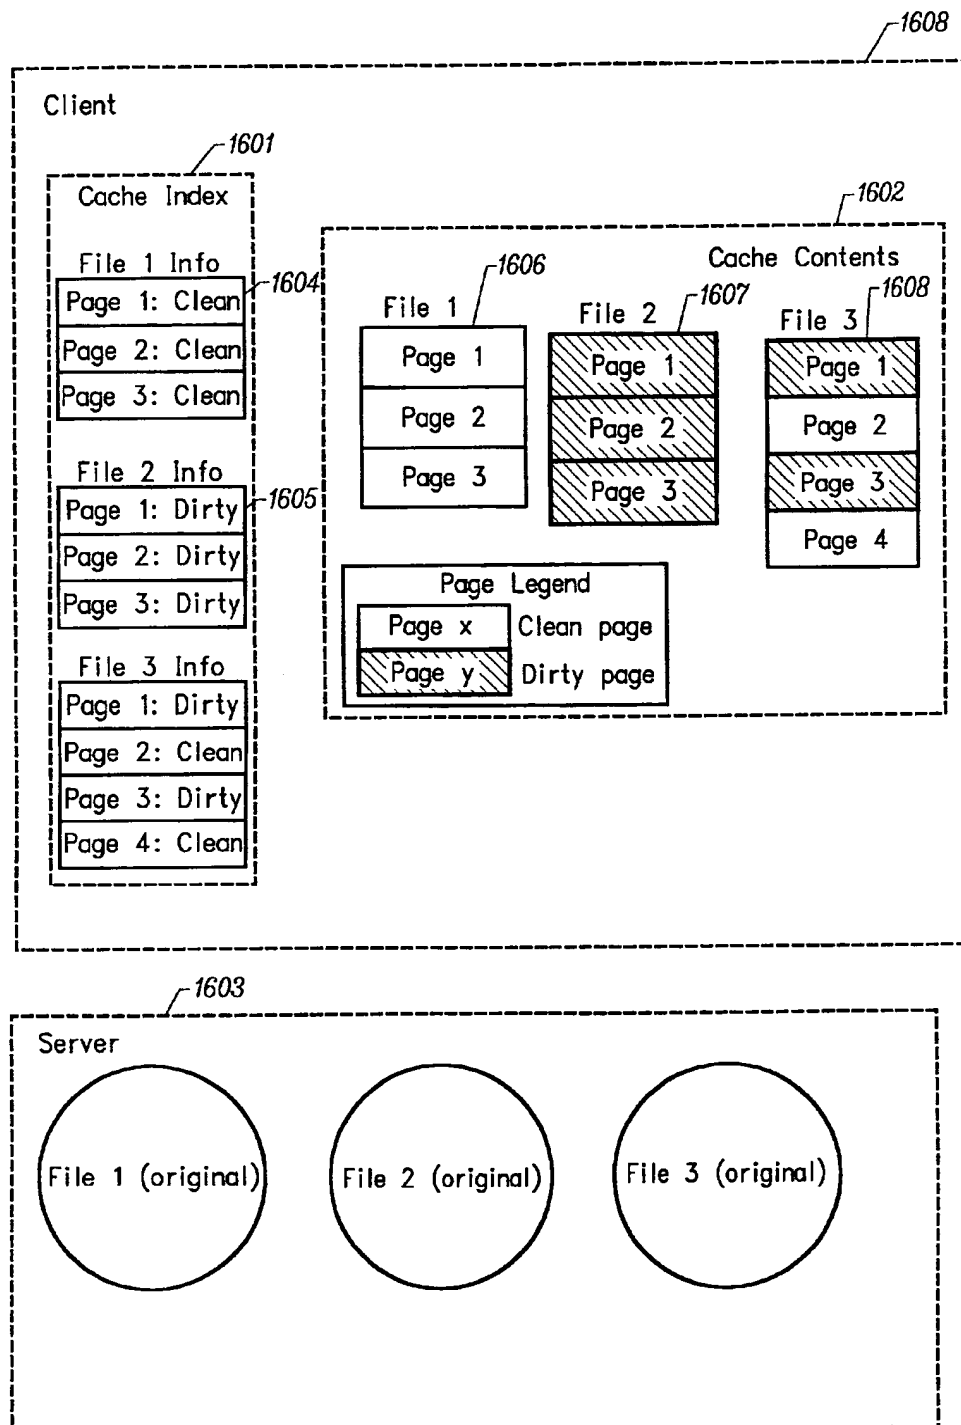 1608
Client
1601
Cache Index
File 1 Info
1604
Page 1: Clean
Page 2: Clean
Page 3: Clean
File 2 Info
1605
Page 1: Dirty
Page 2: Dirty
Page 3: Dirty
File 3 Info
Page 1: Dirty
Page 2: Clean
Page 3: Dirty
Page 4: Clean
1602
Cache Contents
1606
File 1
Page 1
Page 2
Page 3
1607
File 2
Page 1
Page 2
Page 3
1608
File 3
Page 1
Page 2
Page 3
Page 4
Page Legend
Page x Clean page
Page y Dirty page
1603
Server
File 1 (original)
File 2 (original)
File 3 (original)